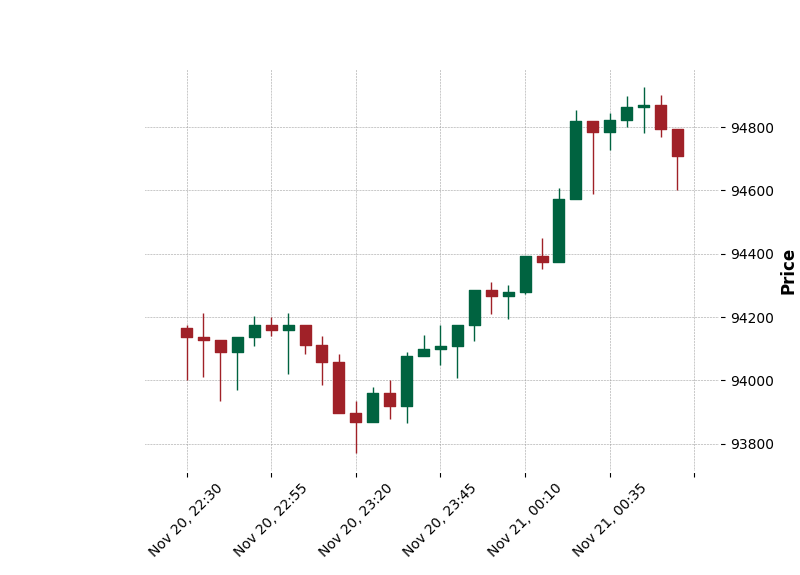 94800
94600
94400
94200
94000
93800
Price
Nov 20, 22:30
Nov 20, 22:55
Nov 20, 23:20
Nov 20, 23:45
Nov 21, 00:10
Nov 21, 00:35